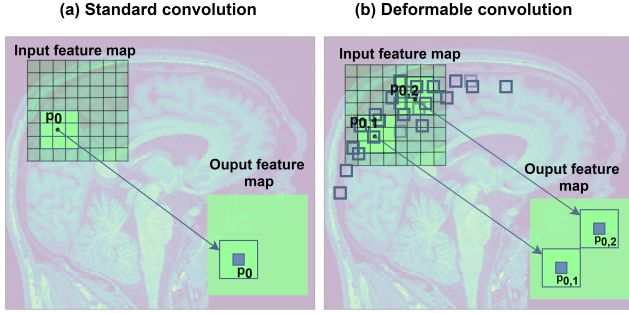 (a) Standard convolution
(b) Deformable convolution
Input feature map
p0
Ouput feature
map
p0
Input feature map
p0,2
p0,1
Ouput feature
map
p0,2
p0,1